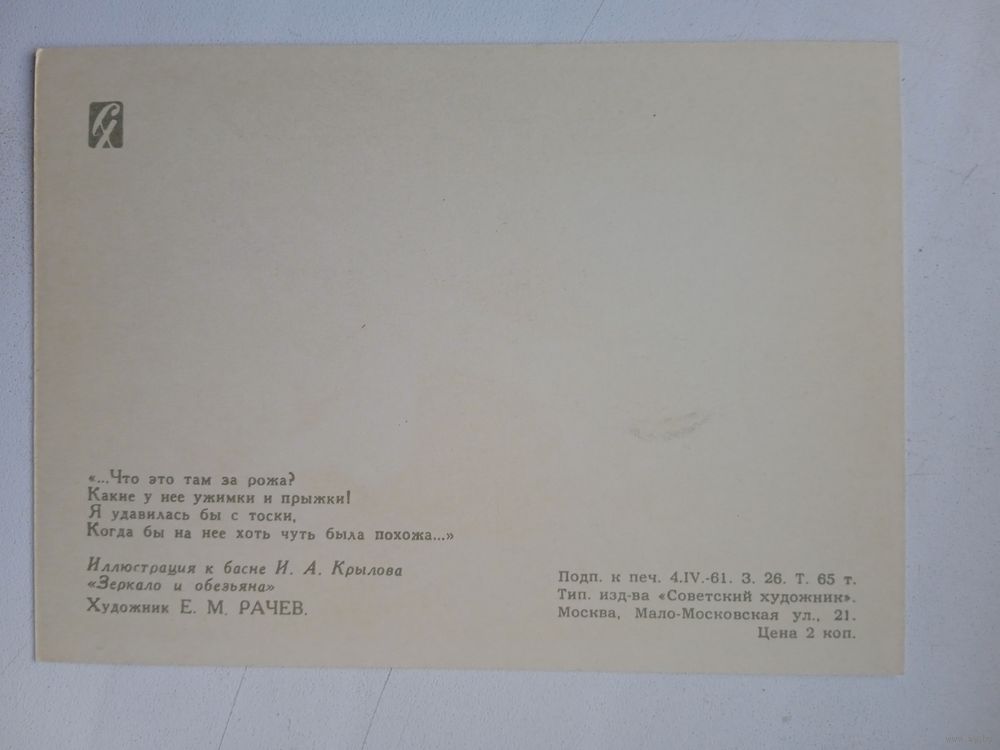 СХ
«...Что это там за рожа?
Какие у нее ужимки и прыжки!
Я удавилась бы с тоски,
Когда бы на нее хоть чуть была похожа...»
Иллюстрация к басне И. А. Крылова
«Зеркало и обезьяна»
Художник Е. М. РАЧЕВ.
Подп. к печ. 4.IV.-61. З. 26. Т. 65 т.
Тип. изд-ва «Советский художник».
Москва, Мало-Московская ул., 21.
Цена 2 коп.